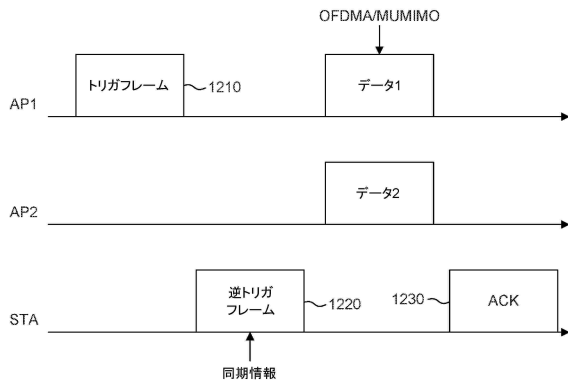 OFDMA/MUMIMO
AP1
トリガフレーム
1210
データ1
AP2
データ2
STA
逆トリガ
フレーム
1220
1230
ACK
同期情報